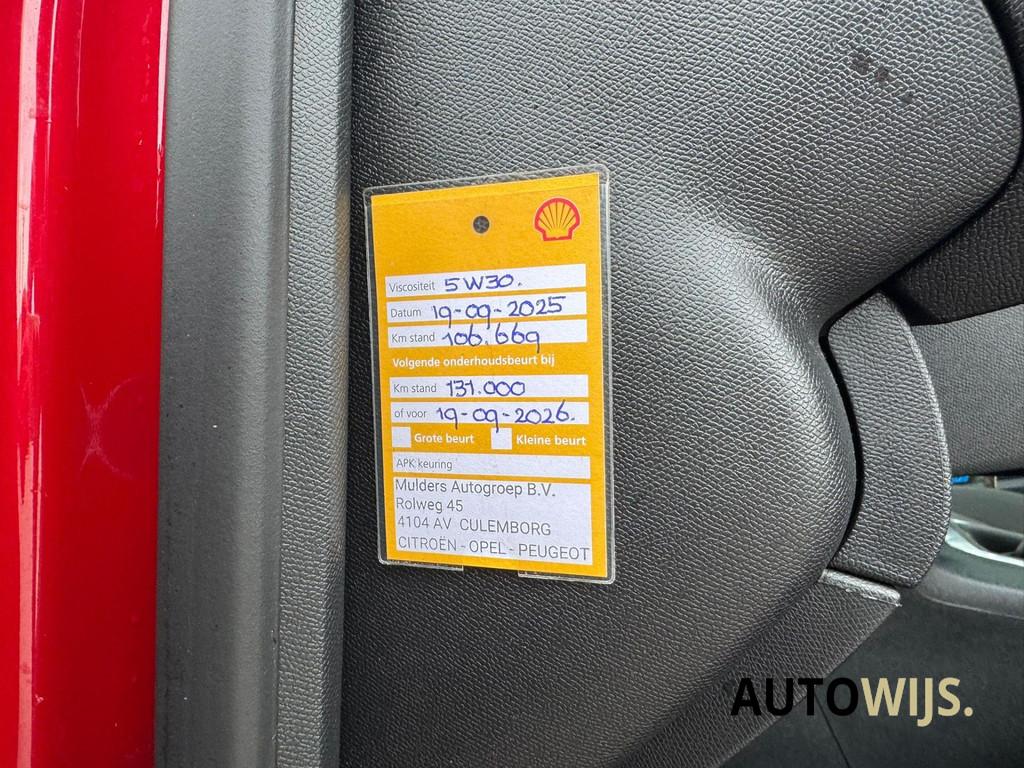 Viscositeit 5W30.
Datum 19-09-2025
Km stand 106.669
Volgende onderhoudsbeurt bij
Km stand 131.000
of voor 19-09-2026.
Grote beurt Kleine beurt
APK keuring
Mulders Autogroep B.V.
Rolweg 45
4104 AV CULEMBORG
CITROËN - OPEL - PEUGEOT
AUTOWIJS.